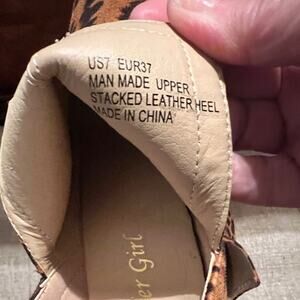 US7 EUR37
MAN MADE UPPER
STACKED LEATHER HEEL
MADE IN CHINA
Girl